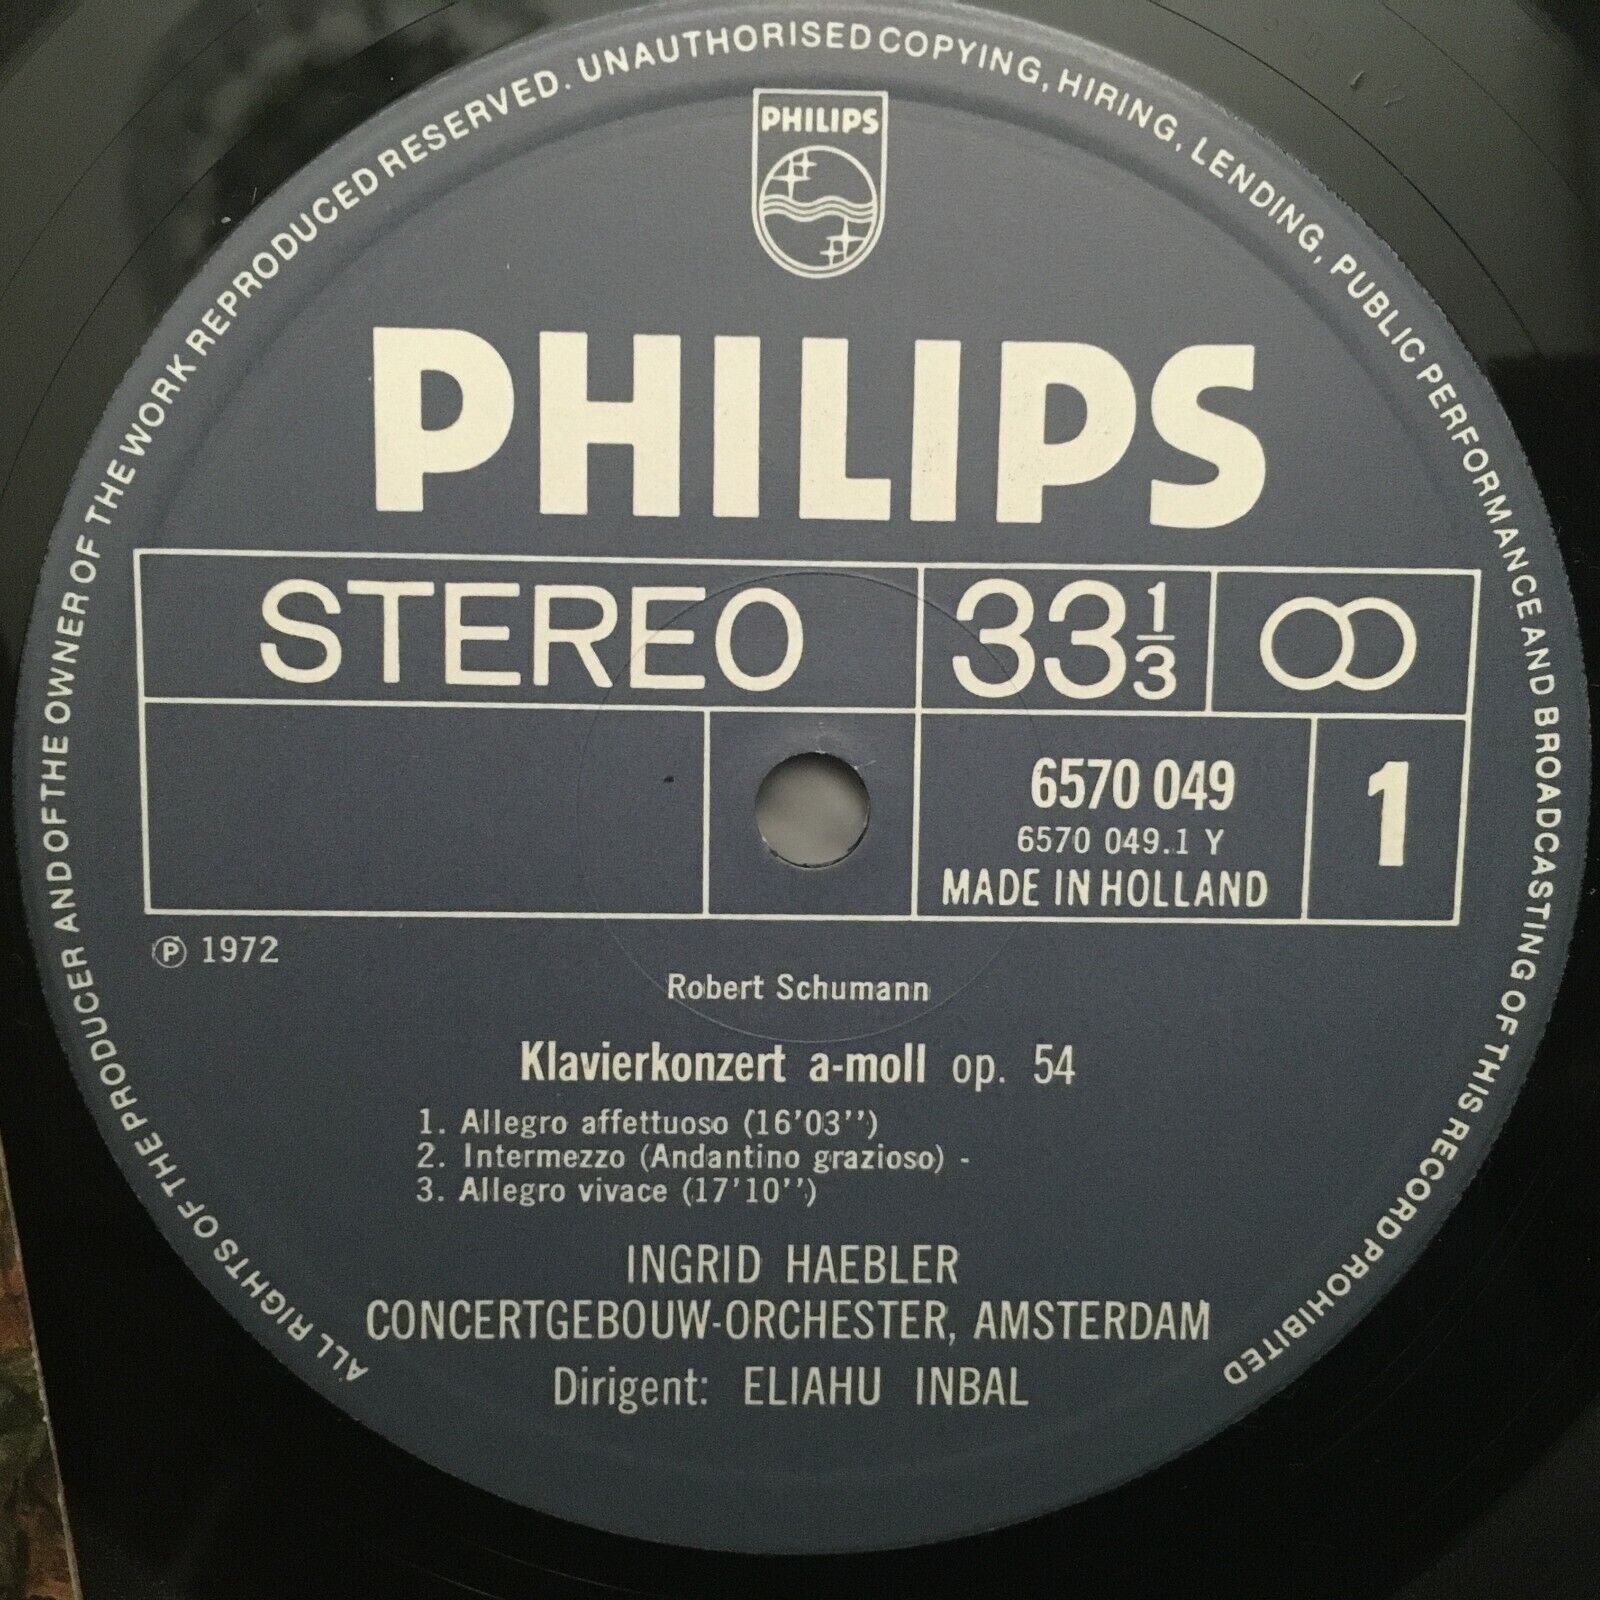 ALL RIGHTS OF THE PRODUCER AND OF THE OWNER OF THE WORK REPRODUCED RESERVED. UNAUTHORISED COPYING, HIRING, LENDING, PUBLIC PERFORMANCE AND BROADCASTING OF THIS RECORD PROHIBITED
PHILIPS
PHILIPS
STEREO 33 1/3
6570 049 1
6570 049.1 Y
MADE IN HOLLAND
Ⓟ 1972
Robert Schumann
Klavierkonzert a-moll op. 54
1. Allegro affettuoso (16'03'')
2. Intermezzo (Andantino grazioso) -
3. Allegro vivace (17'10'')
INGRID HAEBLER
CONCERTGEBOUW-ORCHESTER, AMSTERDAM
Dirigent: ELIAHU INBAL